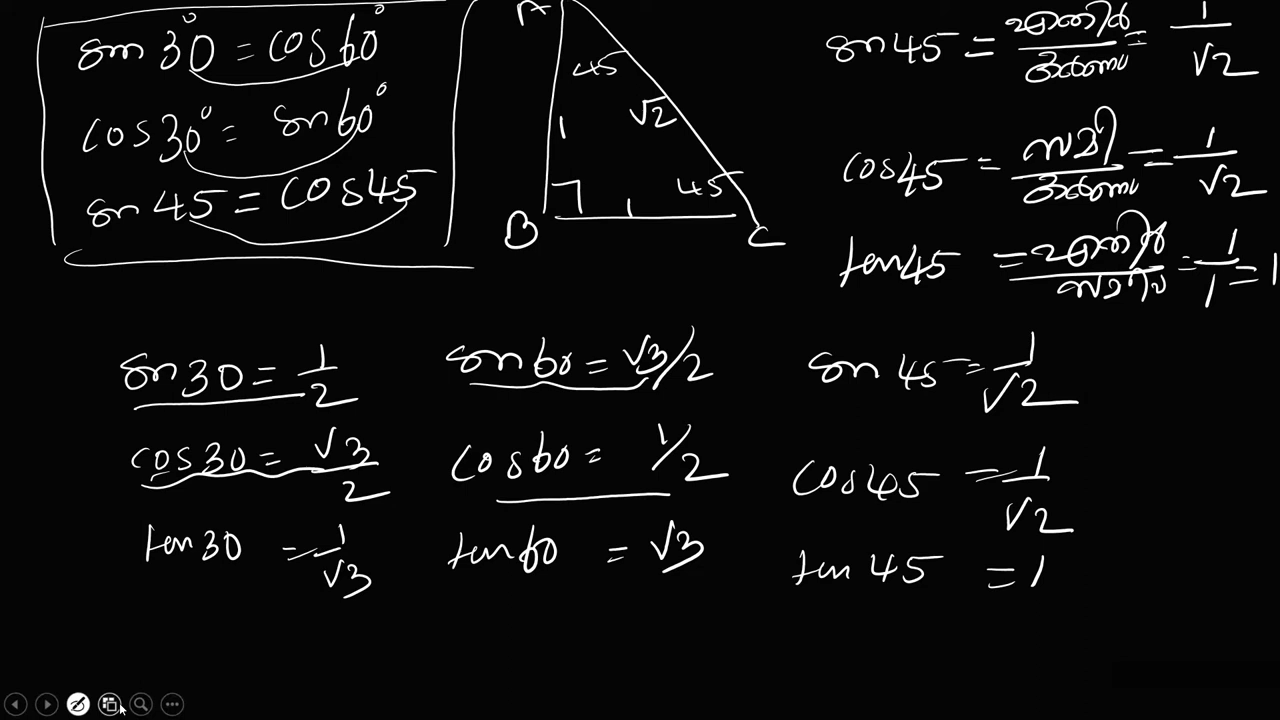 sin 30° = cos 60°
cos 30° = sin 60°
sin 45 = cos 45
A
45
√2
1
45
B
1
C
sin 45 = എതിർ/കർണം = 1/√2
cos 45 = സമീ/കർണം = 1/√2
tan 45 = എതിർ/സമീപ = 1/1 = 1
sin 30 = 1/2
cos 30 = √3/2
tan 30 = 1/√3
sin 60 = √3/2
cos 60 = 1/2
tan 60 = √3
sin 45 = 1/√2
cos 45 = 1/√2
tan 45 = 1